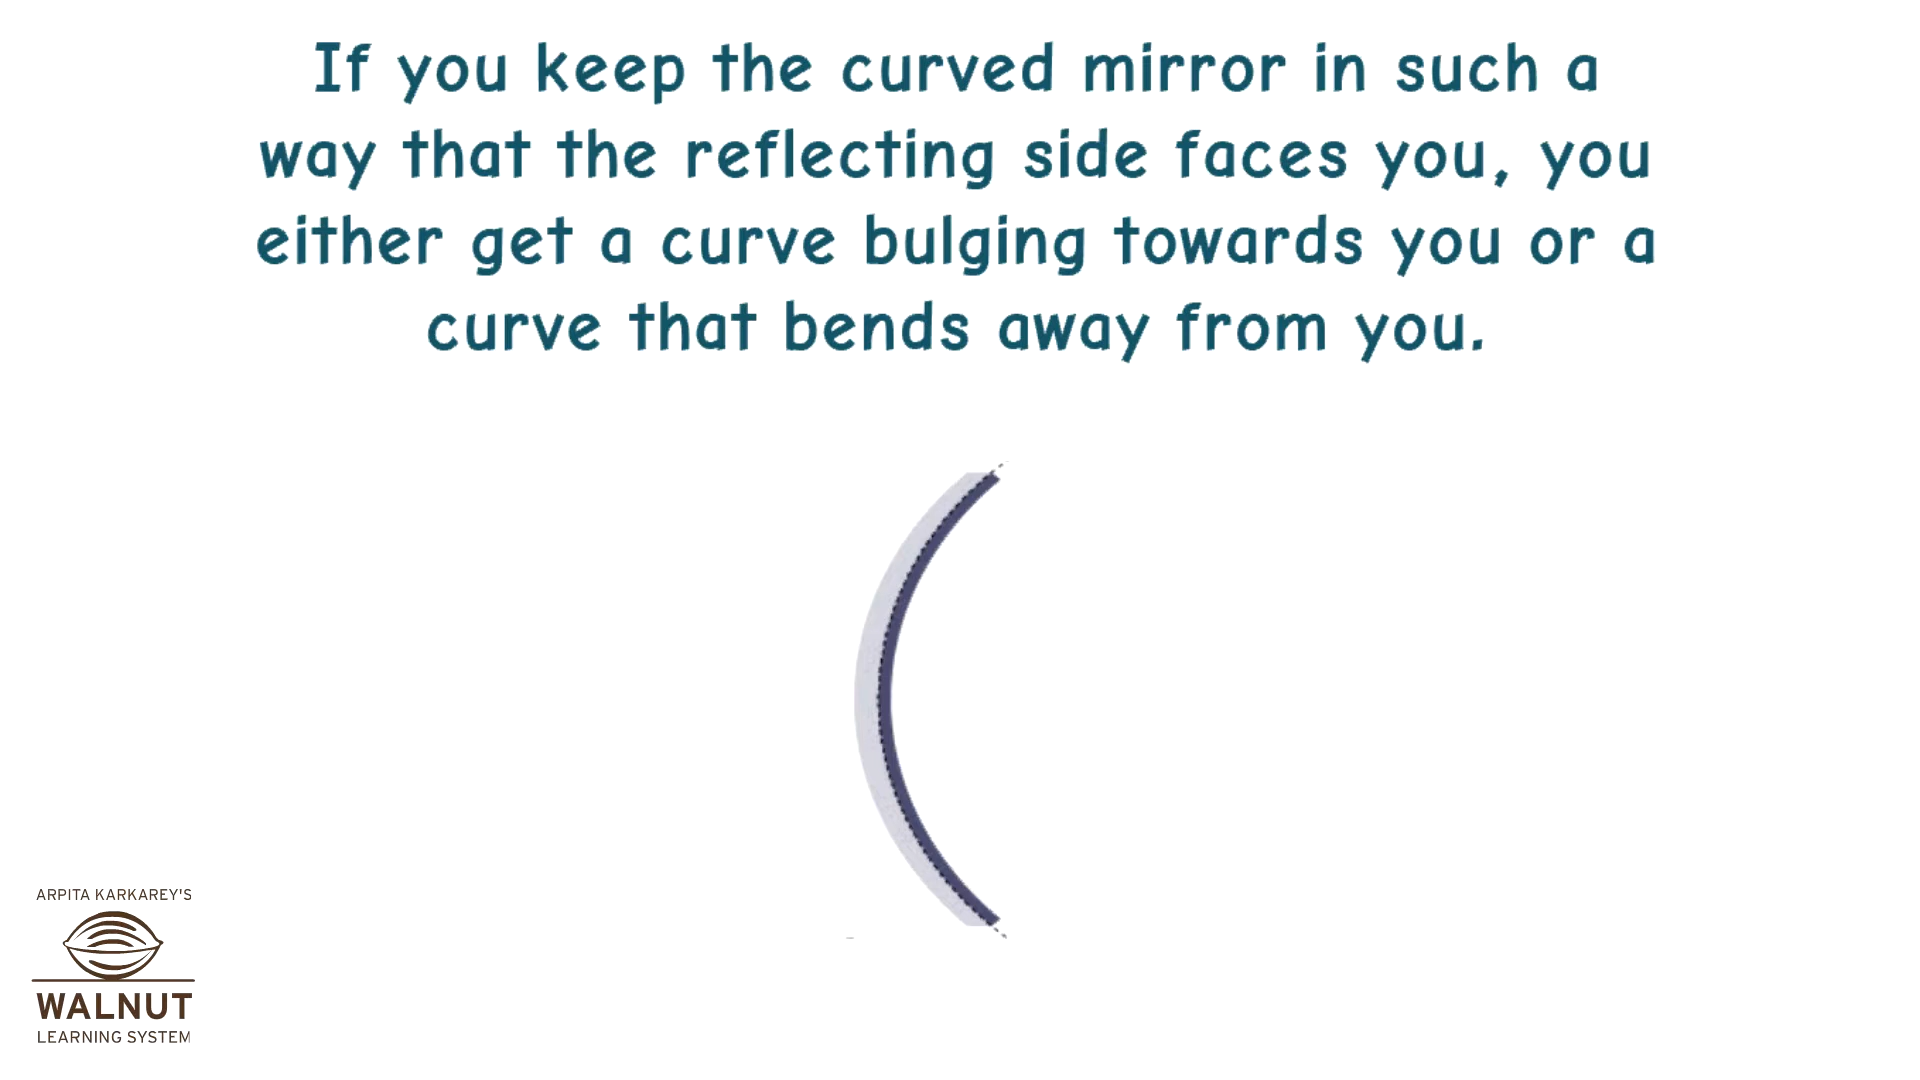 If you keep the curved mirror in such a
way that the reflecting side faces you, you
either get a curve bulging towards you or a
curve that bends away from you.
ARPITA KARKAREY'S
WALNUT
LEARNING SYSTEM